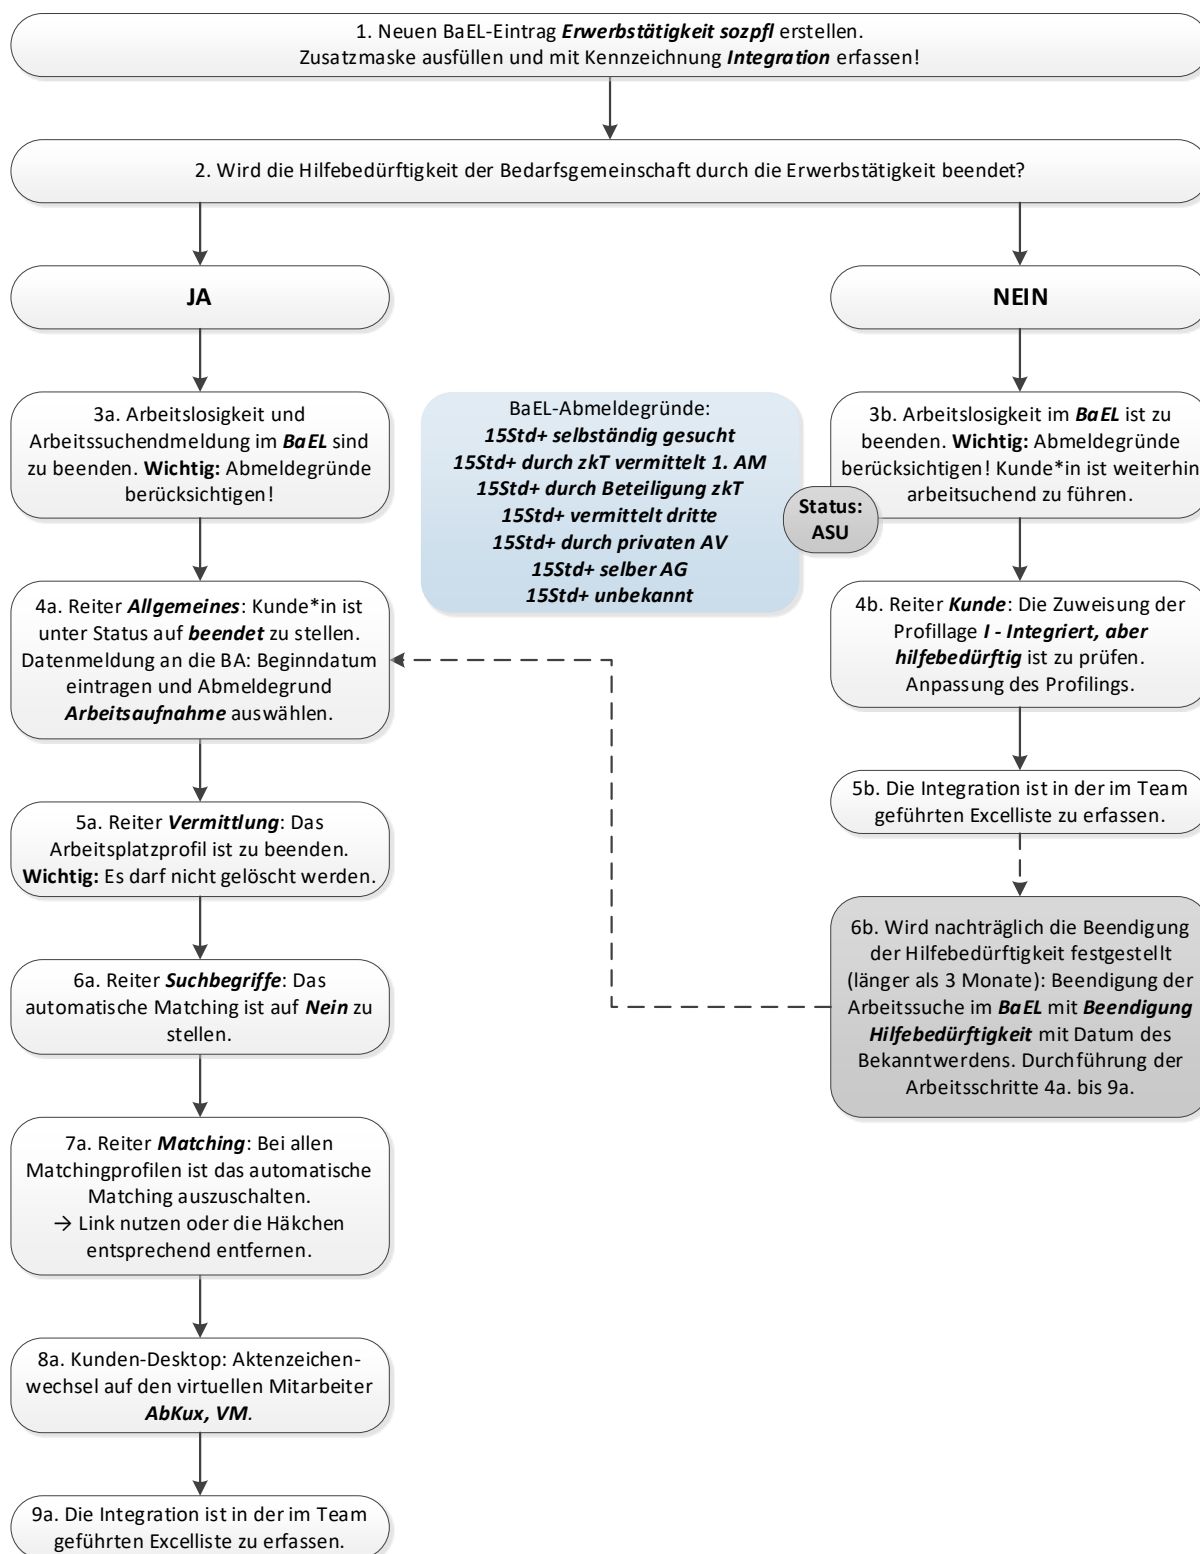 1. Neuen BaEL-Eintrag Erwerbstätigkeit sozpfl erstellen.
Zusatzmaske ausfüllen und mit Kennzeichnung Integration erfassen!
2. Wird die Hilfebedürftigkeit der Bedarfsgemeinschaft durch die Erwerbstätigkeit beendet?
JA
3a. Arbeitslosigkeit und
Arbeitssuchendmeldung im BaEL sind
zu beenden. Wichtig: Abmeldegründe
berücksichtigen!
4a. Reiter Allgemeines: Kunde*in ist
unter Status auf beendet zu stellen.
Datenmeldung an die BA: Beginndatum
eintragen und Abmeldegrund
Arbeitsaufnahme auswählen.
5a. Reiter Vermittlung: Das
Arbeitsplatzprofil ist zu beenden.
Wichtig: Es darf nicht gelöscht werden.
6a. Reiter Suchbegriffe: Das
automatische Matching ist auf Nein zu
stellen.
7a. Reiter Matching: Bei allen
Matchingprofilen ist das automatische
Matching auszuschalten.
→ Link nutzen oder die Häkchen
entsprechend entfernen.
8a. Kunden-Desktop: Aktenzeichen-
wechsel auf den virtuellen Mitarbeiter
AbKux, VM.
9a. Die Integration ist in der im Team
geführten Excelliste zu erfassen.
BaEL-Abmeldegründe:
15Std+ selbständig gesucht
15Std+ durch zkT vermittelt 1. AM
15Std+ durch Beteiligung zkT
15Std+ vermittelt dritte
15Std+ durch privaten AV
15Std+ selber AG
15Std+ unbekannt
Status:
ASU
NEIN
3b. Arbeitslosigkeit im BaEL ist zu
beenden. Wichtig: Abmeldegründe
berücksichtigen! Kunde*in ist weiterhin
arbeitsuchend zu führen.
4b. Reiter Kunde: Die Zuweisung der
Profillage I - Integriert, aber
hilfebedürftig ist zu prüfen.
Anpassung des Profilings.
5b. Die Integration ist in der im Team
geführten Excelliste zu erfassen.
6b. Wird nachträglich die Beendigung
der Hilfebedürftigkeit festgestellt
(länger als 3 Monate): Beendigung der
Arbeitssuche im BaEL mit Beendigung
Hilfebedürftigkeit mit Datum des
Bekanntwerdens. Durchführung der
Arbeitsschritte 4a. bis 9a.